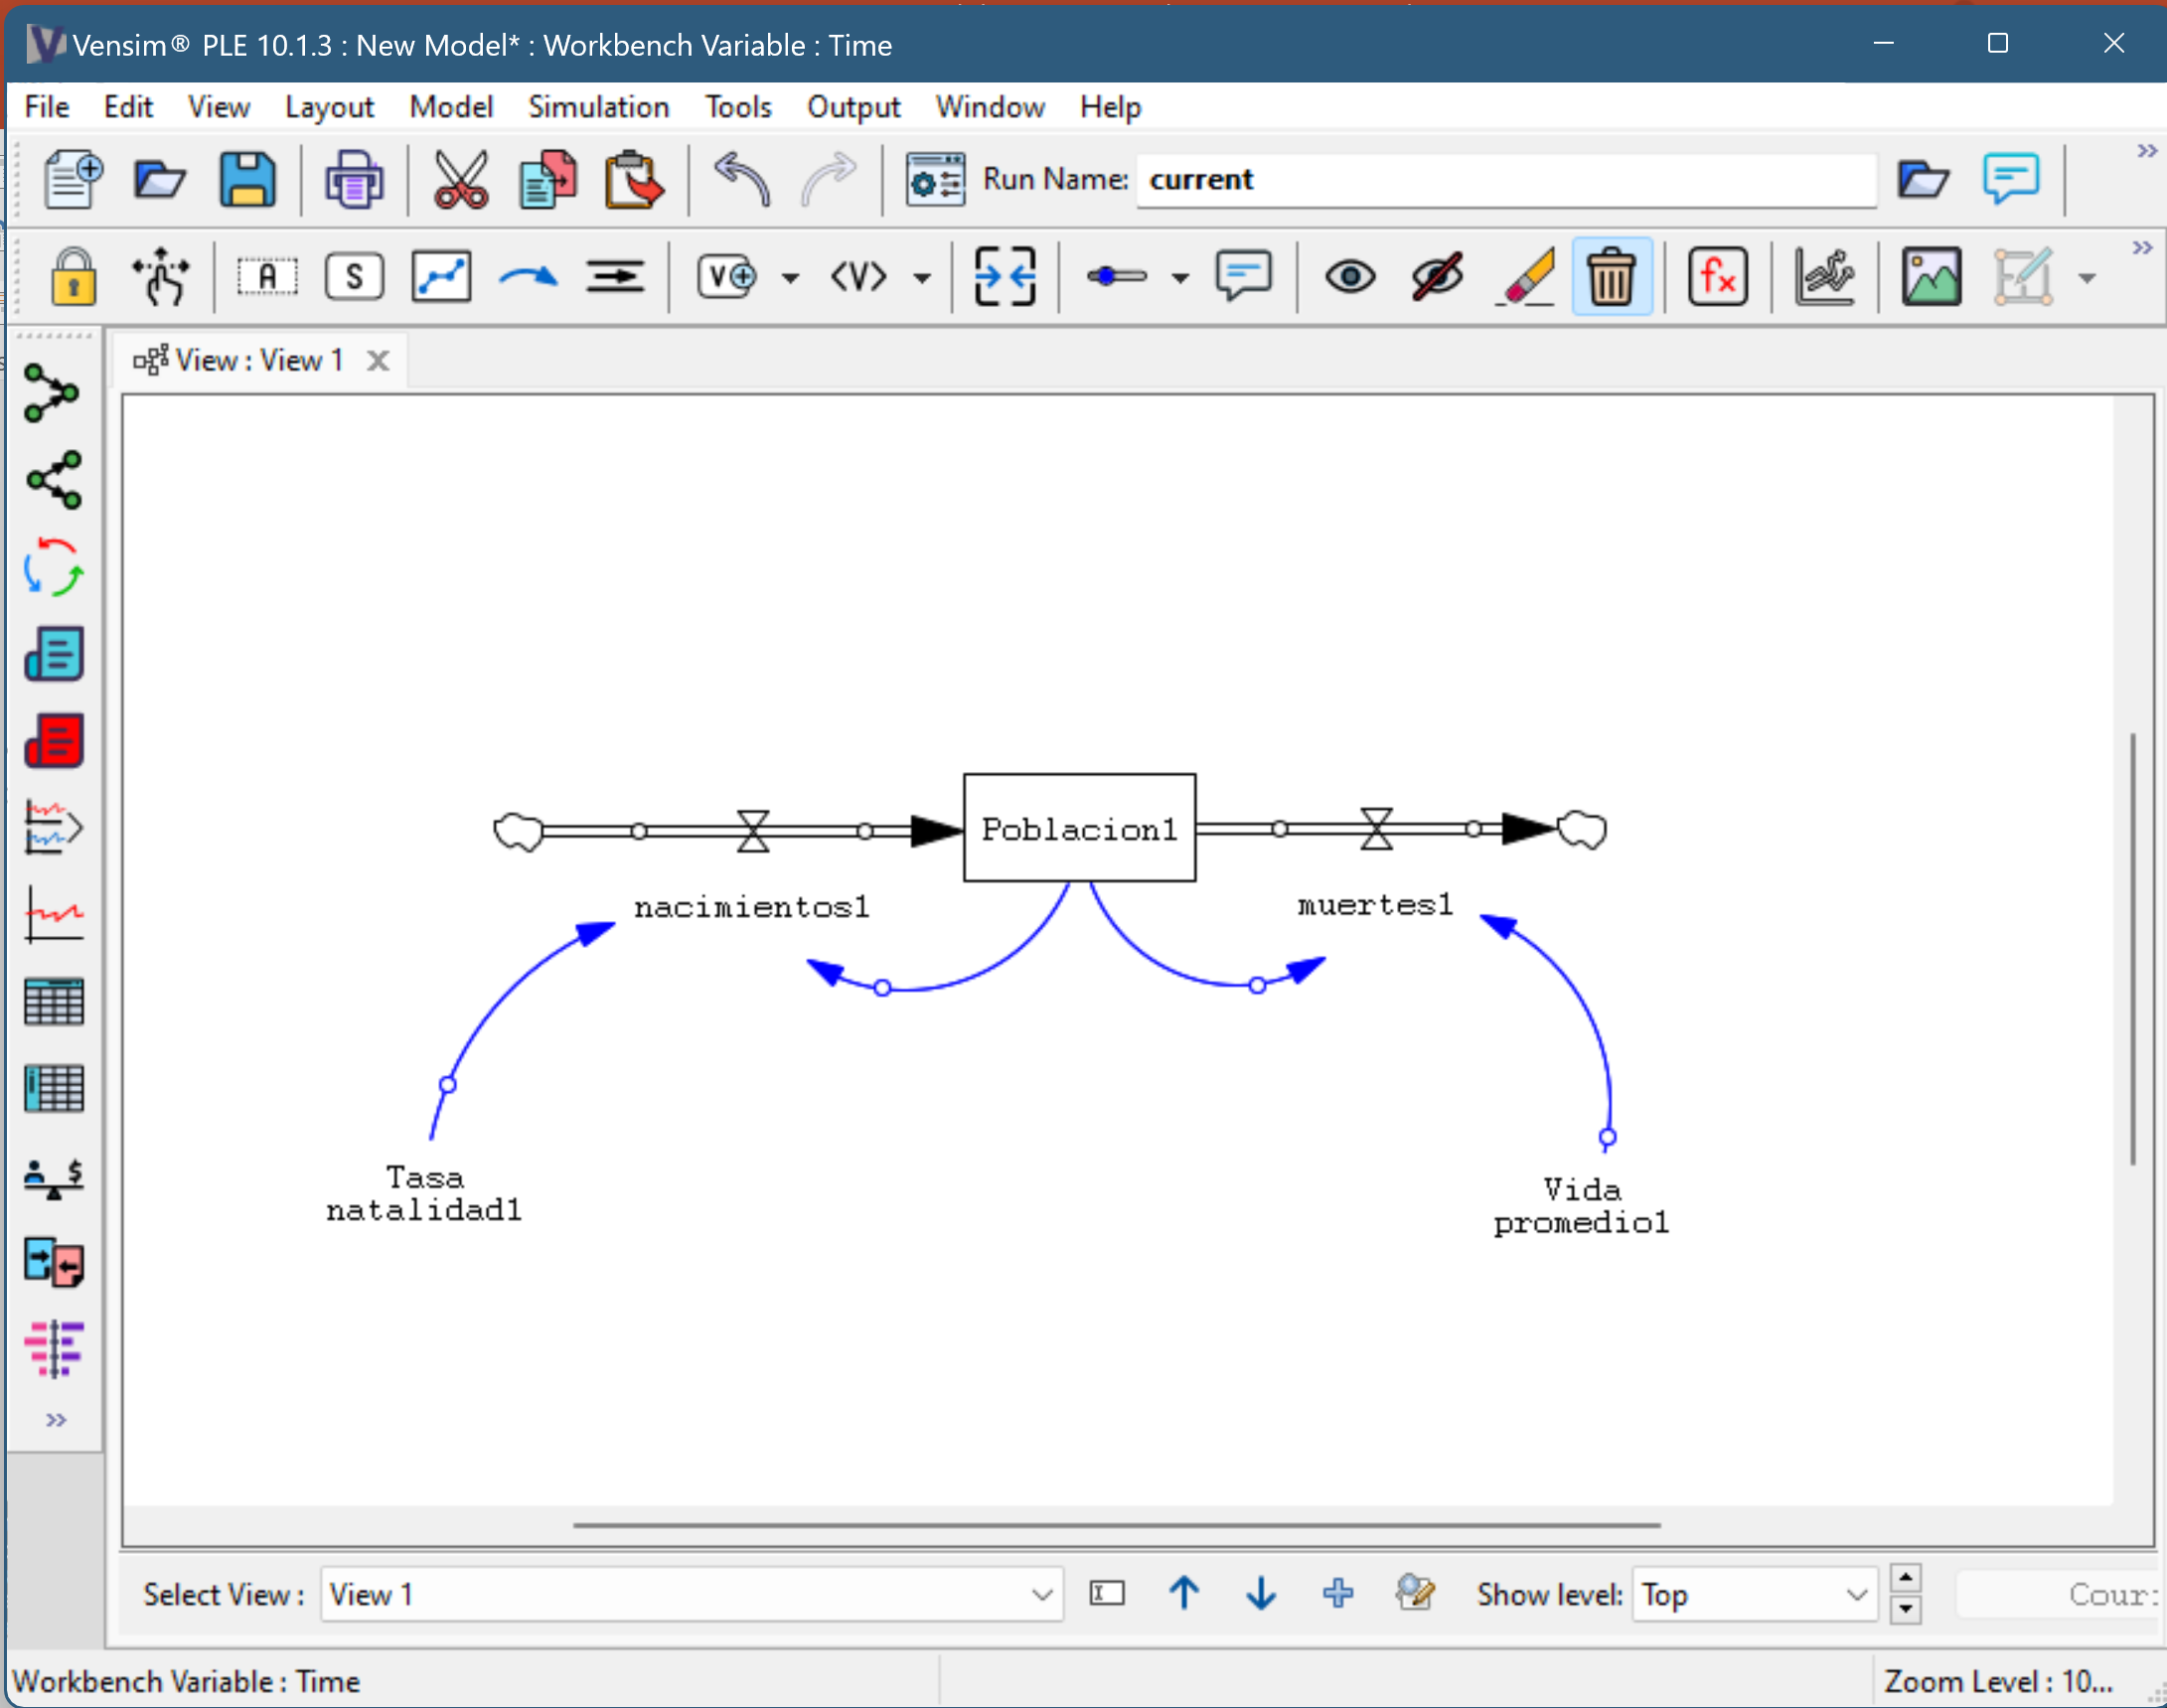 Vensim® PLE 10.1.3 : New Model* : Workbench Variable : Time
File Edit View Layout Model Simulation Tools Output Window Help
Run Name: current
A S V <V> fx
View : View 1
Poblacion1
nacimientos1
muertes1
Tasa
natalidad1
Vida
promedio1
Select View : View 1 Show level: Top Cour
Workbench Variable : Time Zoom Level : 10...